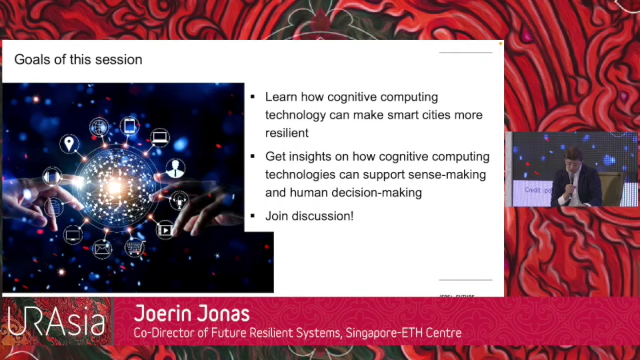 Goals of this session
▪ Learn how cognitive computing
technology can make smart cities more
resilient
▪ Get insights on how cognitive computing
technologies can support sense-making
and human decision-making
▪ Join discussion!
URAsia
Joerin Jonas
Co-Director of Future Resilient Systems, Singapore-ETH Centre